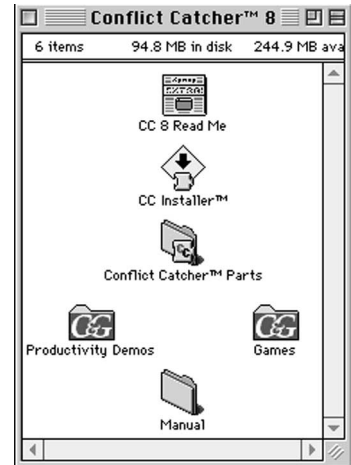 Conflict Catcher™ 8
6 items 94.8 MB in disk 244.9 MB ava
CC 8 Read Me
CC Installer™
Conflict Catcher™ Parts
Productivity Demos Games
Manual